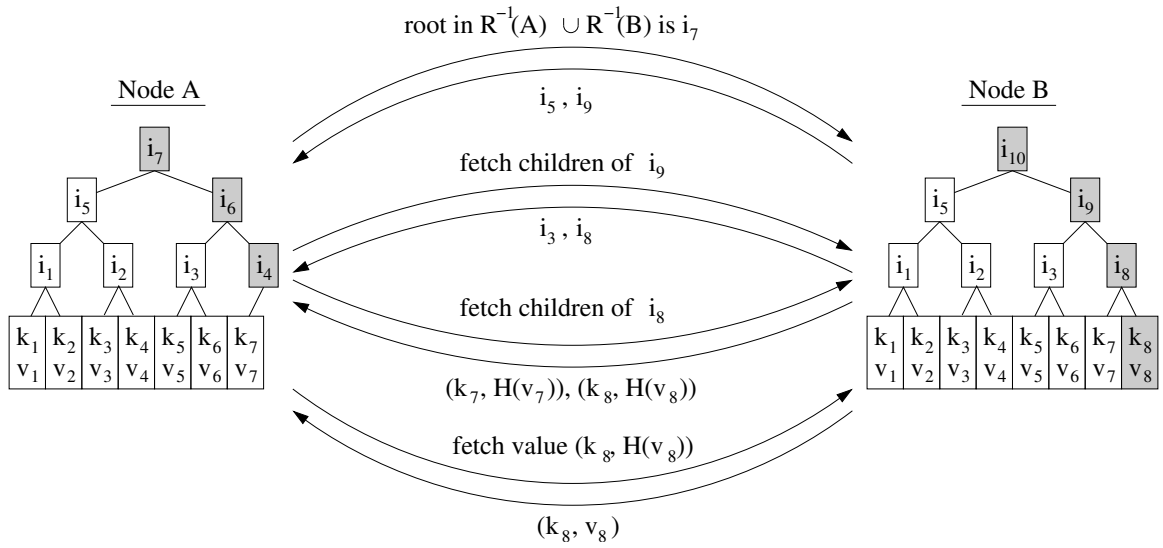 root in R⁻¹(A) ∪ R⁻¹(B) is i₇
Node A
Node B
i₅ , i₉
i₇
i₁₀
fetch children of i₉
i₅
i₆
i₅
i₉
i₃ , i₈
i₁
i₂
i₃
i₄
i₁
i₂
i₃
i₈
fetch children of i₈
k₁ k₂ k₃ k₄ k₅ k₆ k₇
v₁ v₂ v₃ v₄ v₅ v₆ v₇
k₁ k₂ k₃ k₄ k₅ k₆ k₇ k₈
v₁ v₂ v₃ v₄ v₅ v₆ v₇ v₈
(k₇, H(v₇)), (k₈, H(v₈))
fetch value (k₈, H(v₈))
(k₈, v₈)